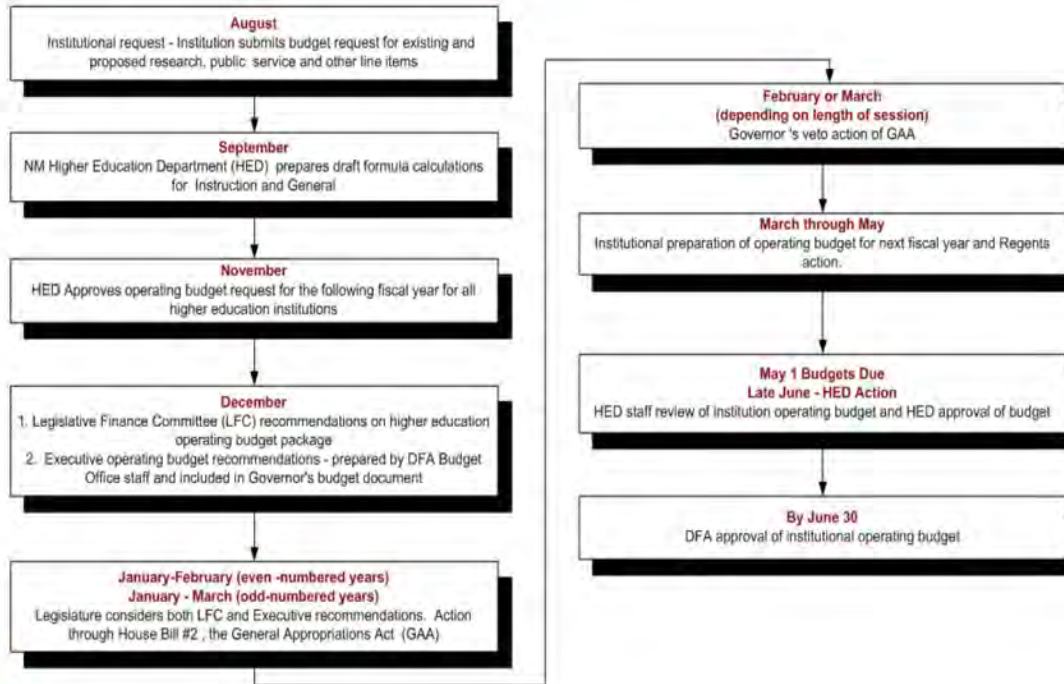 August
Institutional request - Institution submits budget request for existing and
proposed research, public service and other line items
September
NM Higher Education Department (HED) prepares draft formula calculations
for Instruction and General
November
HED Approves operating budget request for the following fiscal year for all
higher education institutions
December
1. Legislative Finance Committee (LFC) recommendations on higher education
operating budget package
2. Executive operating budget recommendations - prepared by DFA Budget
Office staff and included in Governor's budget document
January-February (even -numbered years)
January - March (odd-numbered years)
Legislature considers both LFC and Executive recommendations. Action
through House Bill #2 , the General Appropriations Act (GAA)
February or March
(depending on length of session)
Governor 's veto action of GAA
March through May
Institutional preparation of operating budget for next fiscal year and Regents
action.
May 1 Budgets Due
Late June - HED Action
HED staff review of institution operating budget and HED approval of budget
By June 30
DFA approval of institutional operating budget